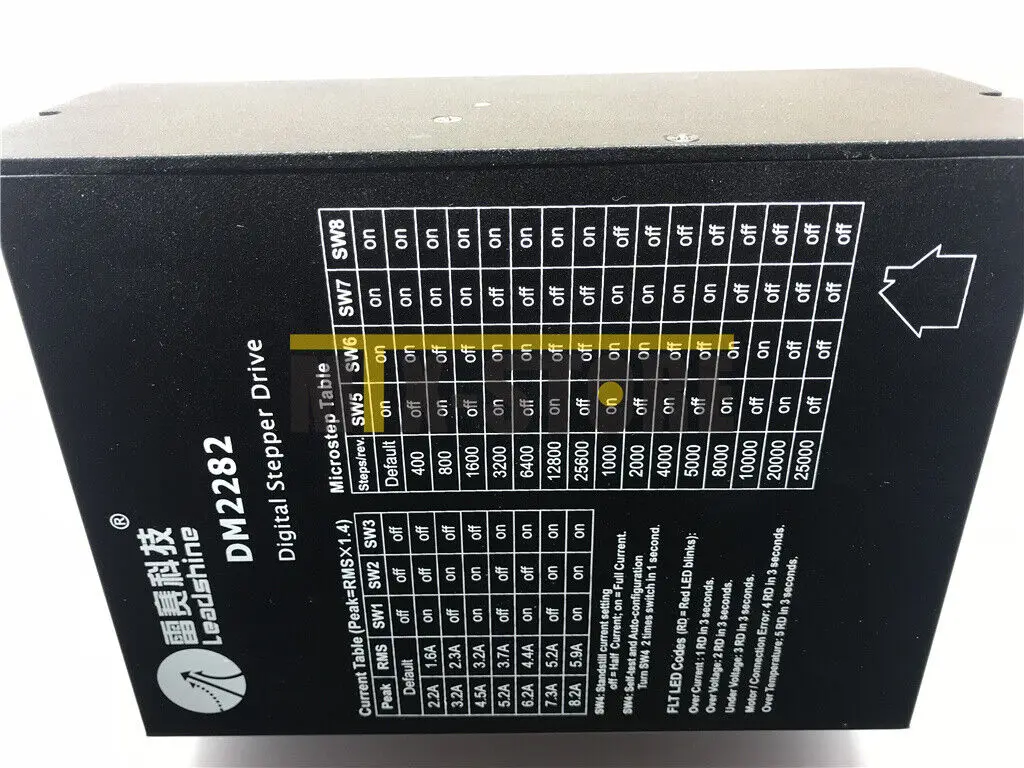 雷赛科技®
Leadshine
DM2282
Digital Stepper Drive
Current Table (Peak=RMS×1.4)
Peak RMS SW1 SW2 SW3
Default off off off
2.2A 1.6A on off off
3.2A 2.3A off on off
4.5A 3.2A on on off
5.2A 3.7A off off on
6.2A 4.4A on off on
7.3A 5.2A off on on
8.2A 5.9A on on on
SW4: Standstill current setting
off = Half Current; on = Full Current.
SW4: Self-test and Auto-configuration
Turn SW4 2 times switch in 1 second.
FLT LED Codes (RD = Red LED blinks):
Over Current : 1 RD in 3 seconds.
Over Voltage: 2 RD in 3 seconds.
Under Voltage: 3 RD in 3 seconds.
Motor / Connection Error: 4 RD in 3 seconds.
Over Temperature: 5 RD in 3 seconds.
Microstep Table
Steps/rev. SW5 SW6 SW7 SW8
Default on on on on
400 off on on on
800 on off on on
1600 off off on on
3200 on on off on
6400 off on off on
12800 on off off on
25600 off off off on
1000 on on on off
2000 off on on off
4000 on off on off
5000 off off on off
8000 on on off off
10000 off on off off
20000 on off off off
25000 off off off off